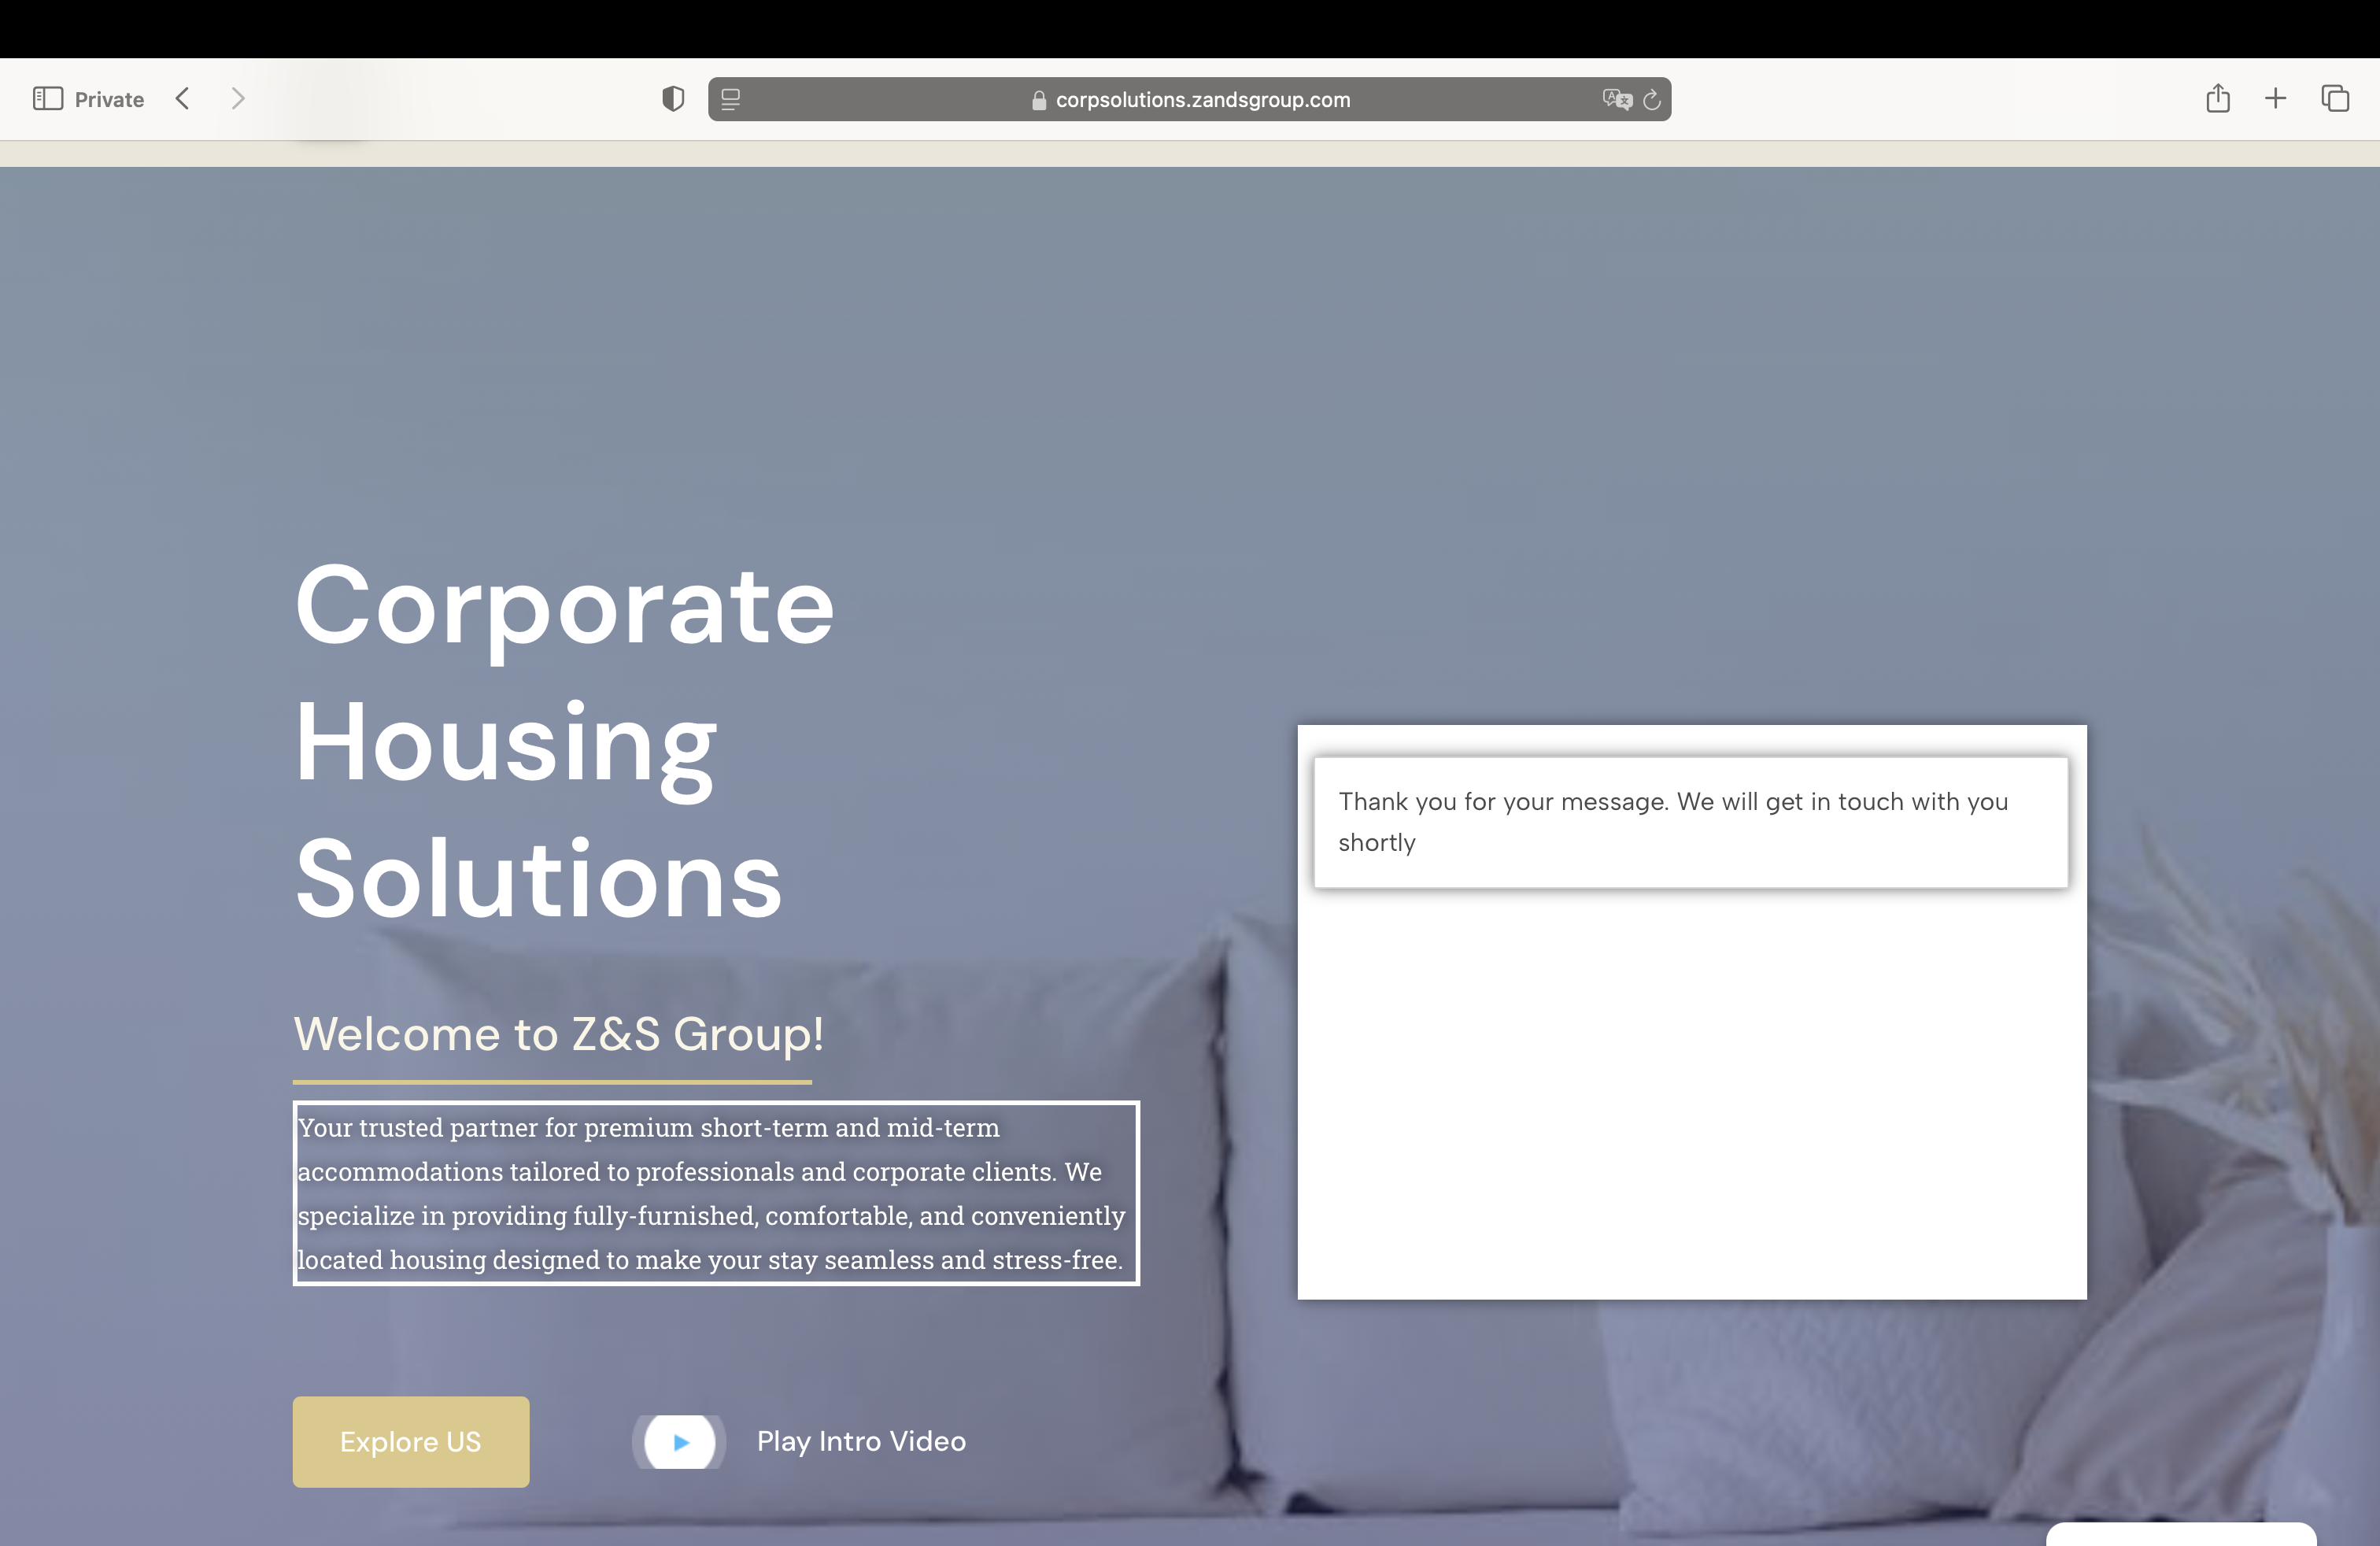 Private
corpsolutions.zandsgroup.com
Corporate
Housing
Solutions
Welcome to Z&S Group!
Your trusted partner for premium short-term and mid-term
accommodations tailored to professionals and corporate clients. We
specialize in providing fully-furnished, comfortable, and conveniently
located housing designed to make your stay seamless and stress-free.
Explore US
Play Intro Video
Thank you for your message. We will get in touch with you
shortly